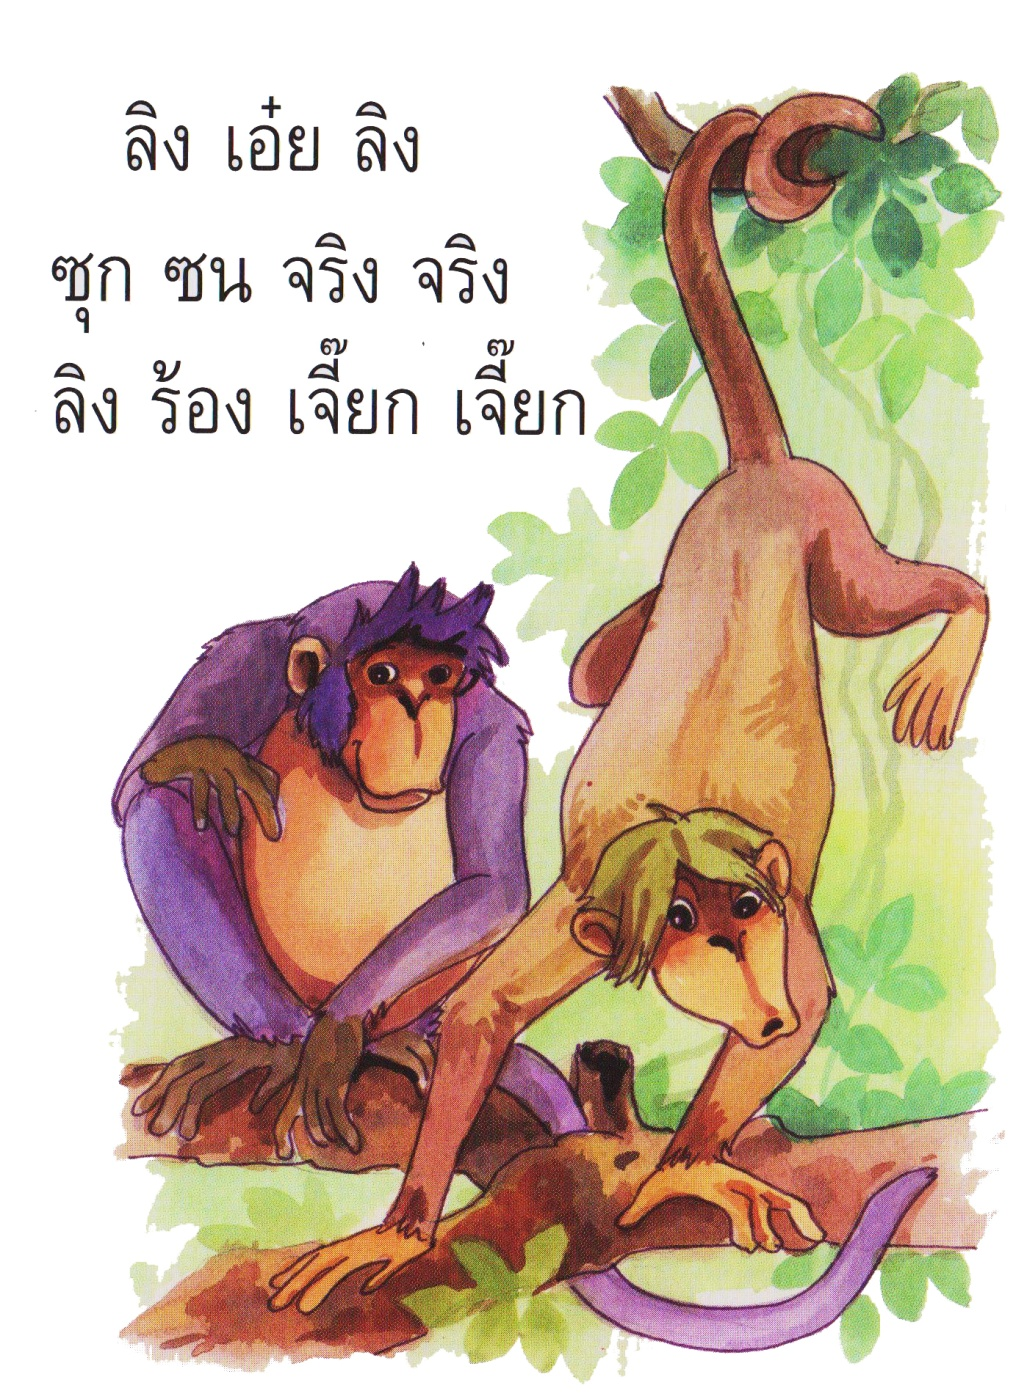 ลิง เอ๋ย ลิง
ซุก ซน จริง จริง
ลิง ร้อง เจี๊ยก เจี๊ยก